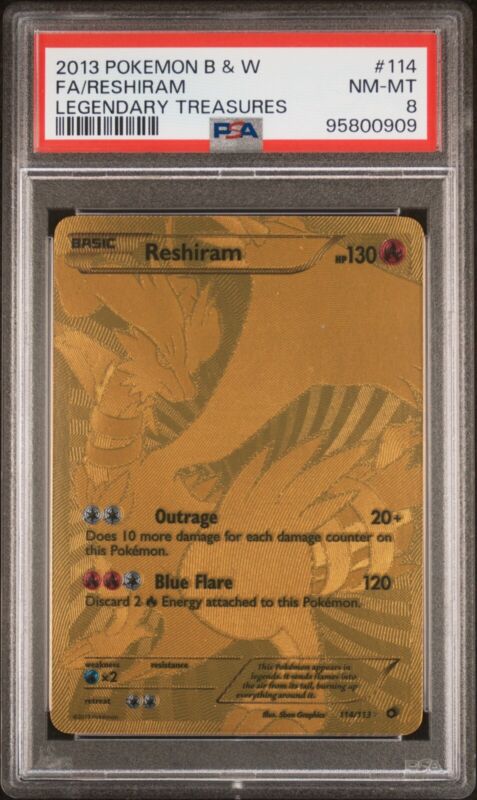 2013 POKEMON B & W #114
FA/RESHIRAM NM-MT
LEGENDARY TREASURES 8
PSA 95800909
BASIC Reshiram HP130
Outrage 20+
Does 10 more damage for each damage counter on
this Pokémon.
Blue Flare 120
Discard 2 Energy attached to this Pokémon.
weakness resistance
×2
retreat
This Pokémon appears in
legends. It sends flames into
the air from its tail, burning up
everything around it.
©2013 Pokémon
Illus. Shon Graphics 114/113
PSA